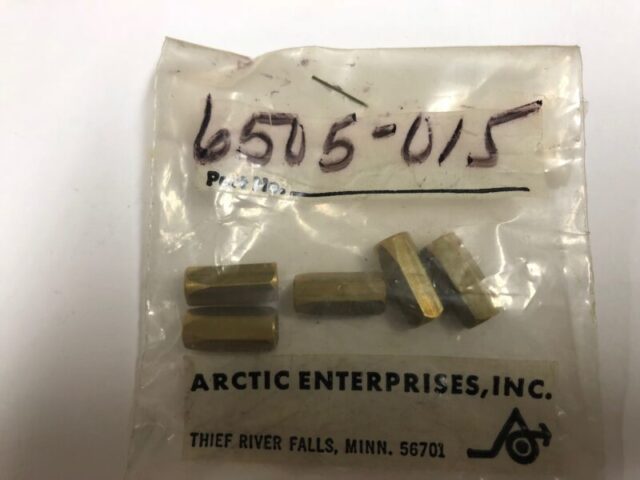 6505-015
Part No.
ARCTIC ENTERPRISES, INC.
THIEF RIVER FALLS, MINN. 56701